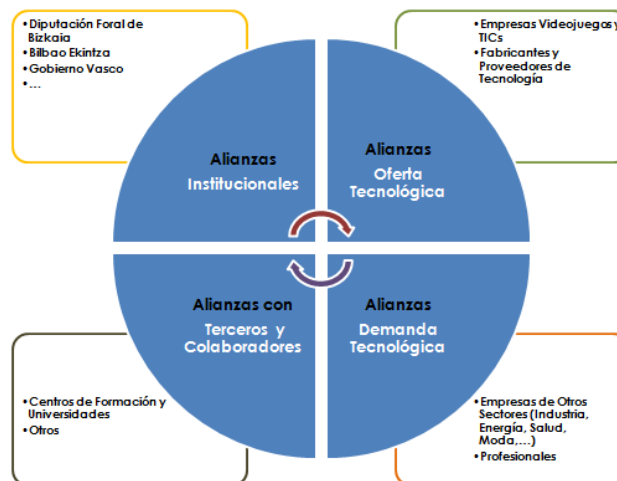 •Diputación Foral de
Bizkaia
•Bilbao Ekintza
•Gobierno Vasco
•...
•Empresas Videojuegos y
TICs
•Fabricantes y
Proveedores de
Tecnología
Alianzas
Institucionales
Alianzas
Oferta
Tecnológica
Alianzas con
Terceros y
Colaboradores
Alianzas
Demanda
Tecnológica
•Centros de Formación y
Universidades
•Otros
•Empresas de Otros
Sectores (Industria,
Energía, Salud,
Moda,...)
•Profesionales